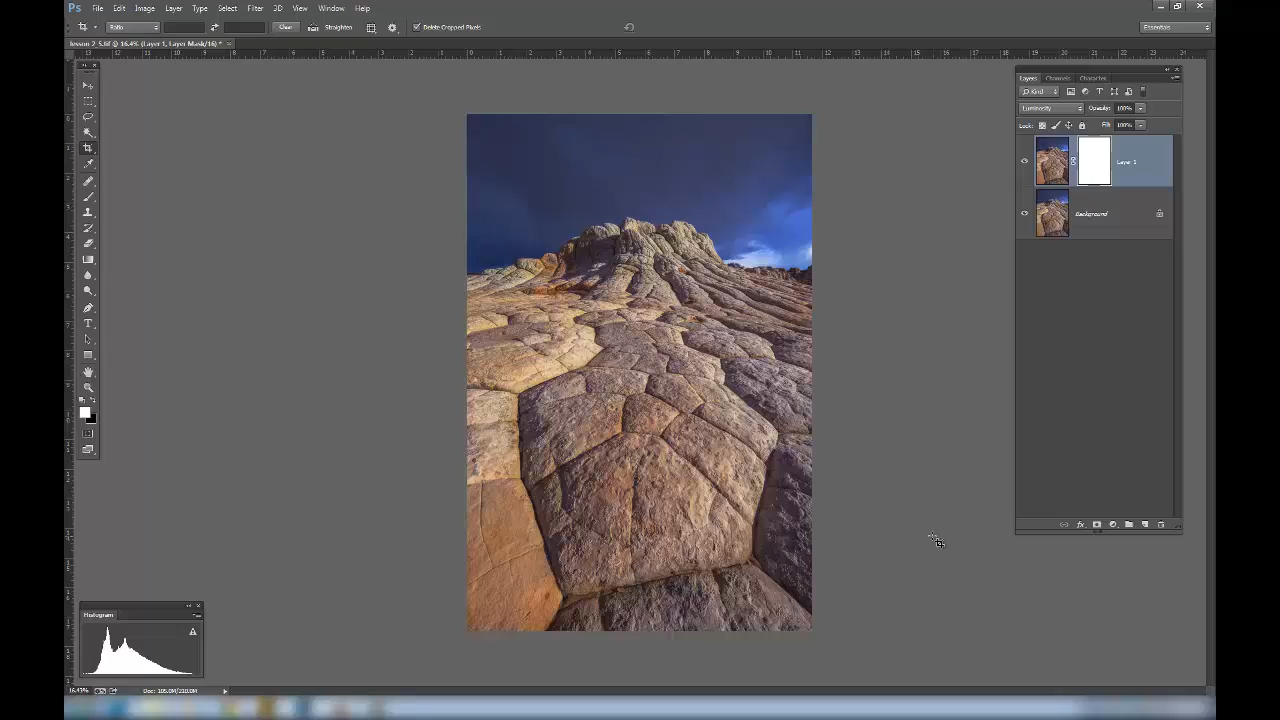 Ps File Edit Image Layer Type Select Filter 3D View Window Help
Ratio Clear Straighten Delete Cropped Pixels Essentials
lesson 2_5.tif @ 16.4% (Layer 1, Layer Mask/16) *
Layers Channels Character
Kind
Luminosity Opacity: 100%
Lock: Fill: 100%
Layer 1
Background
Histogram
16.43% Doc: 105.0M/210.0M